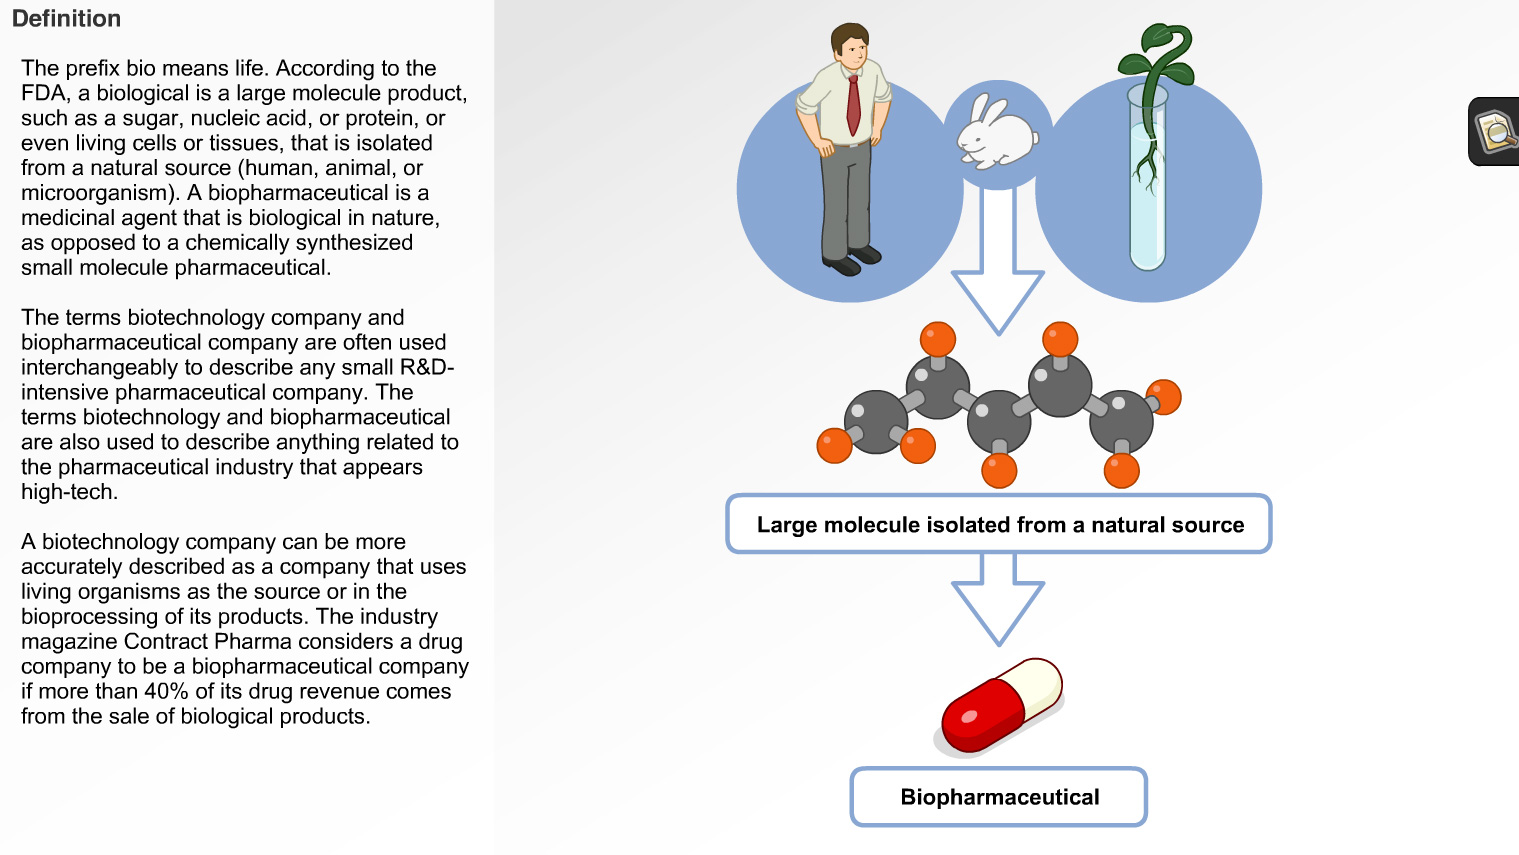 Definition
The prefix bio means life. According to the
FDA, a biological is a large molecule product,
such as a sugar, nucleic acid, or protein, or
even living cells or tissues, that is isolated
from a natural source (human, animal, or
microorganism). A biopharmaceutical is a
medicinal agent that is biological in nature,
as opposed to a chemically synthesized
small molecule pharmaceutical.
The terms biotechnology company and
biopharmaceutical company are often used
interchangeably to describe any small R&D-
intensive pharmaceutical company. The
terms biotechnology and biopharmaceutical
are also used to describe anything related to
the pharmaceutical industry that appears
high-tech.
A biotechnology company can be more
accurately described as a company that uses
living organisms as the source or in the
bioprocessing of its products. The industry
magazine Contract Pharma considers a drug
company to be a biopharmaceutical company
if more than 40% of its drug revenue comes
from the sale of biological products.
Large molecule isolated from a natural source
Biopharmaceutical